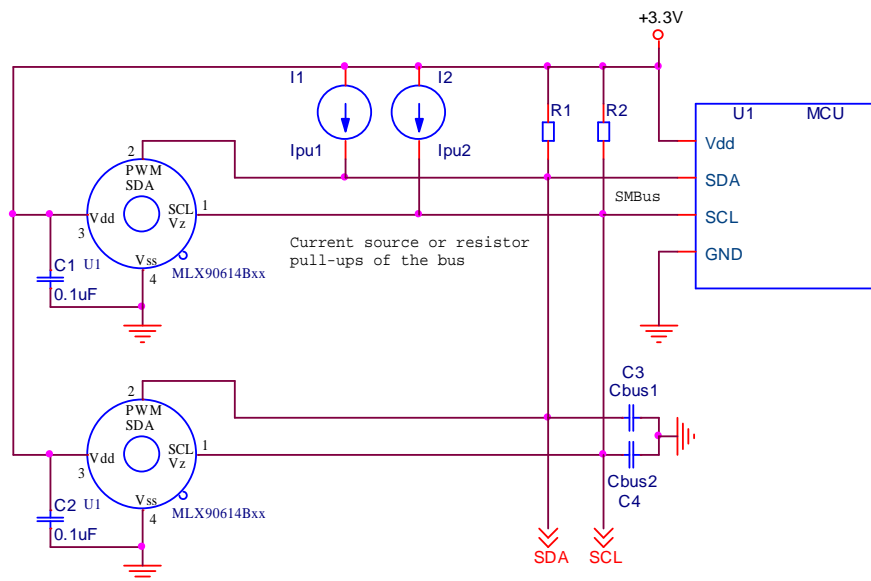 +3.3V
I1
I2
R1
R2
U1
MCU
Ipu1
Ipu2
Vdd
2
PWM
SDA
SDA
SMBus
SCL
Vz
1
SCL
Vdd
3
Current source or resistor
pull-ups of the bus
GND
Vss
4
C1
U1
MLX90614Bxx
0.1uF
C3
Cbus1
2
PWM
SDA
SCL
Vz
1
Vdd
3
Cbus2
C4
Vss
4
C2
U1
MLX90614Bxx
0.1uF
SDA
SCL